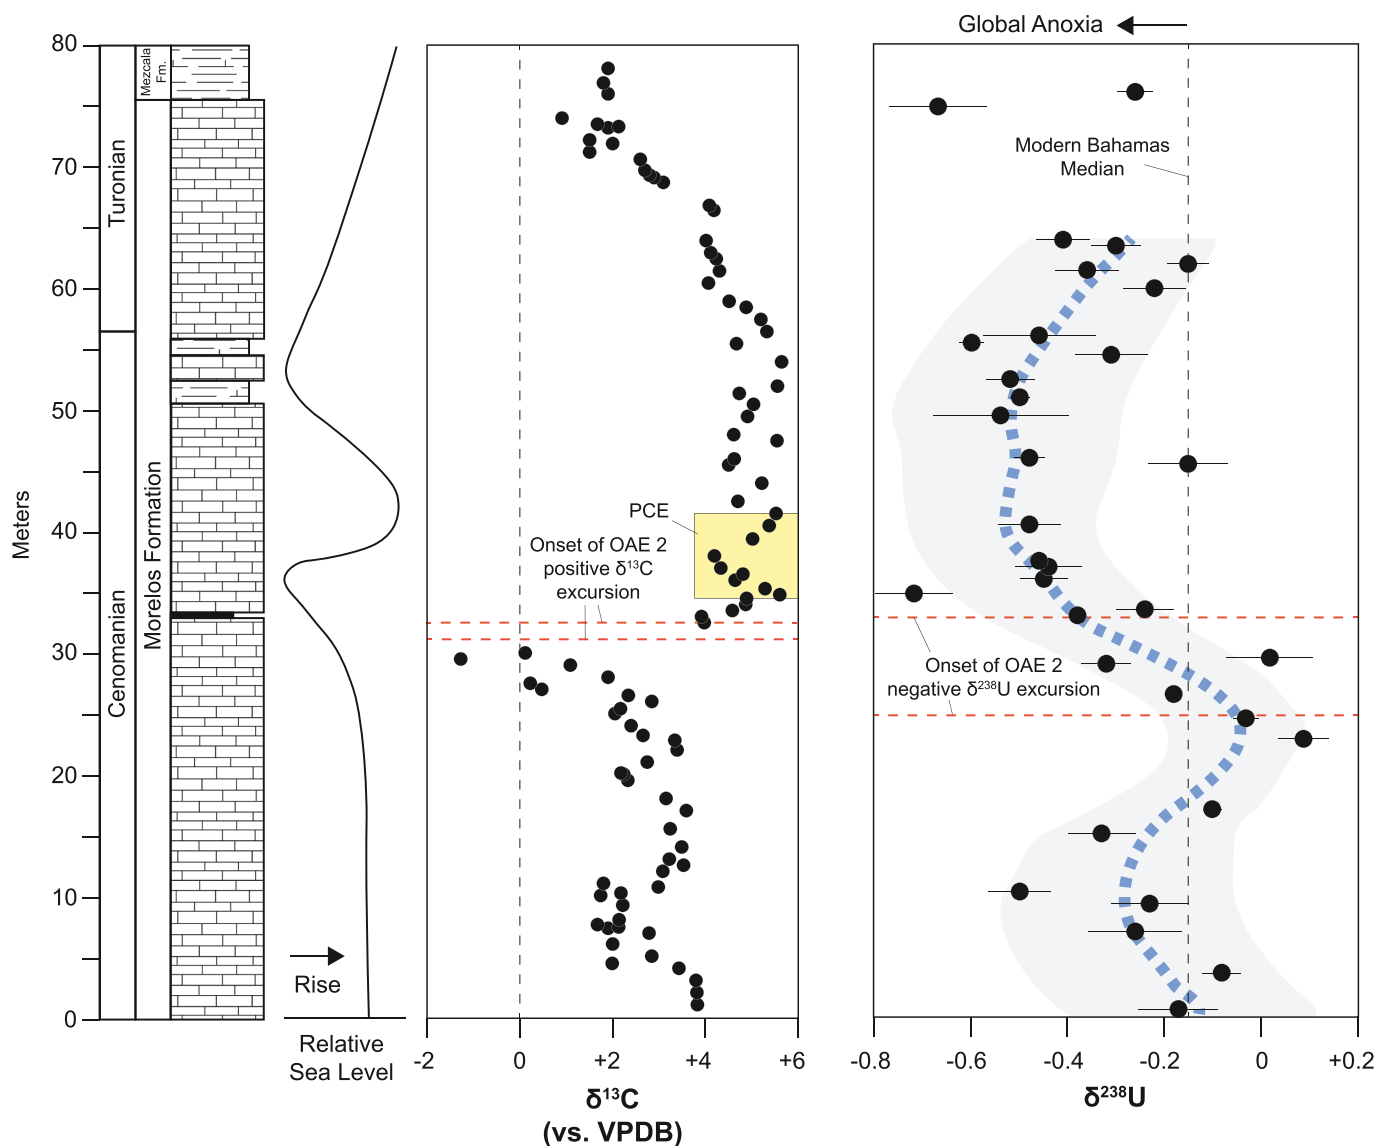 Global Anoxia
80
70
60
50
40
30
20
10
0
Meters
Turonian
Cenomanian
Mezcala
Fm.
Morelos Formation
Rise
Relative
Sea Level
PCE
Onset of OAE 2
positive δ¹³C
excursion
-2
0
+2
+4
+6
δ¹³C
(vs. VPDB)
Modern Bahamas
Median
Onset of OAE 2
negative δ²³⁸U excursion
-0.8
-0.6
-0.4
-0.2
0
+0.2
δ²³⁸U